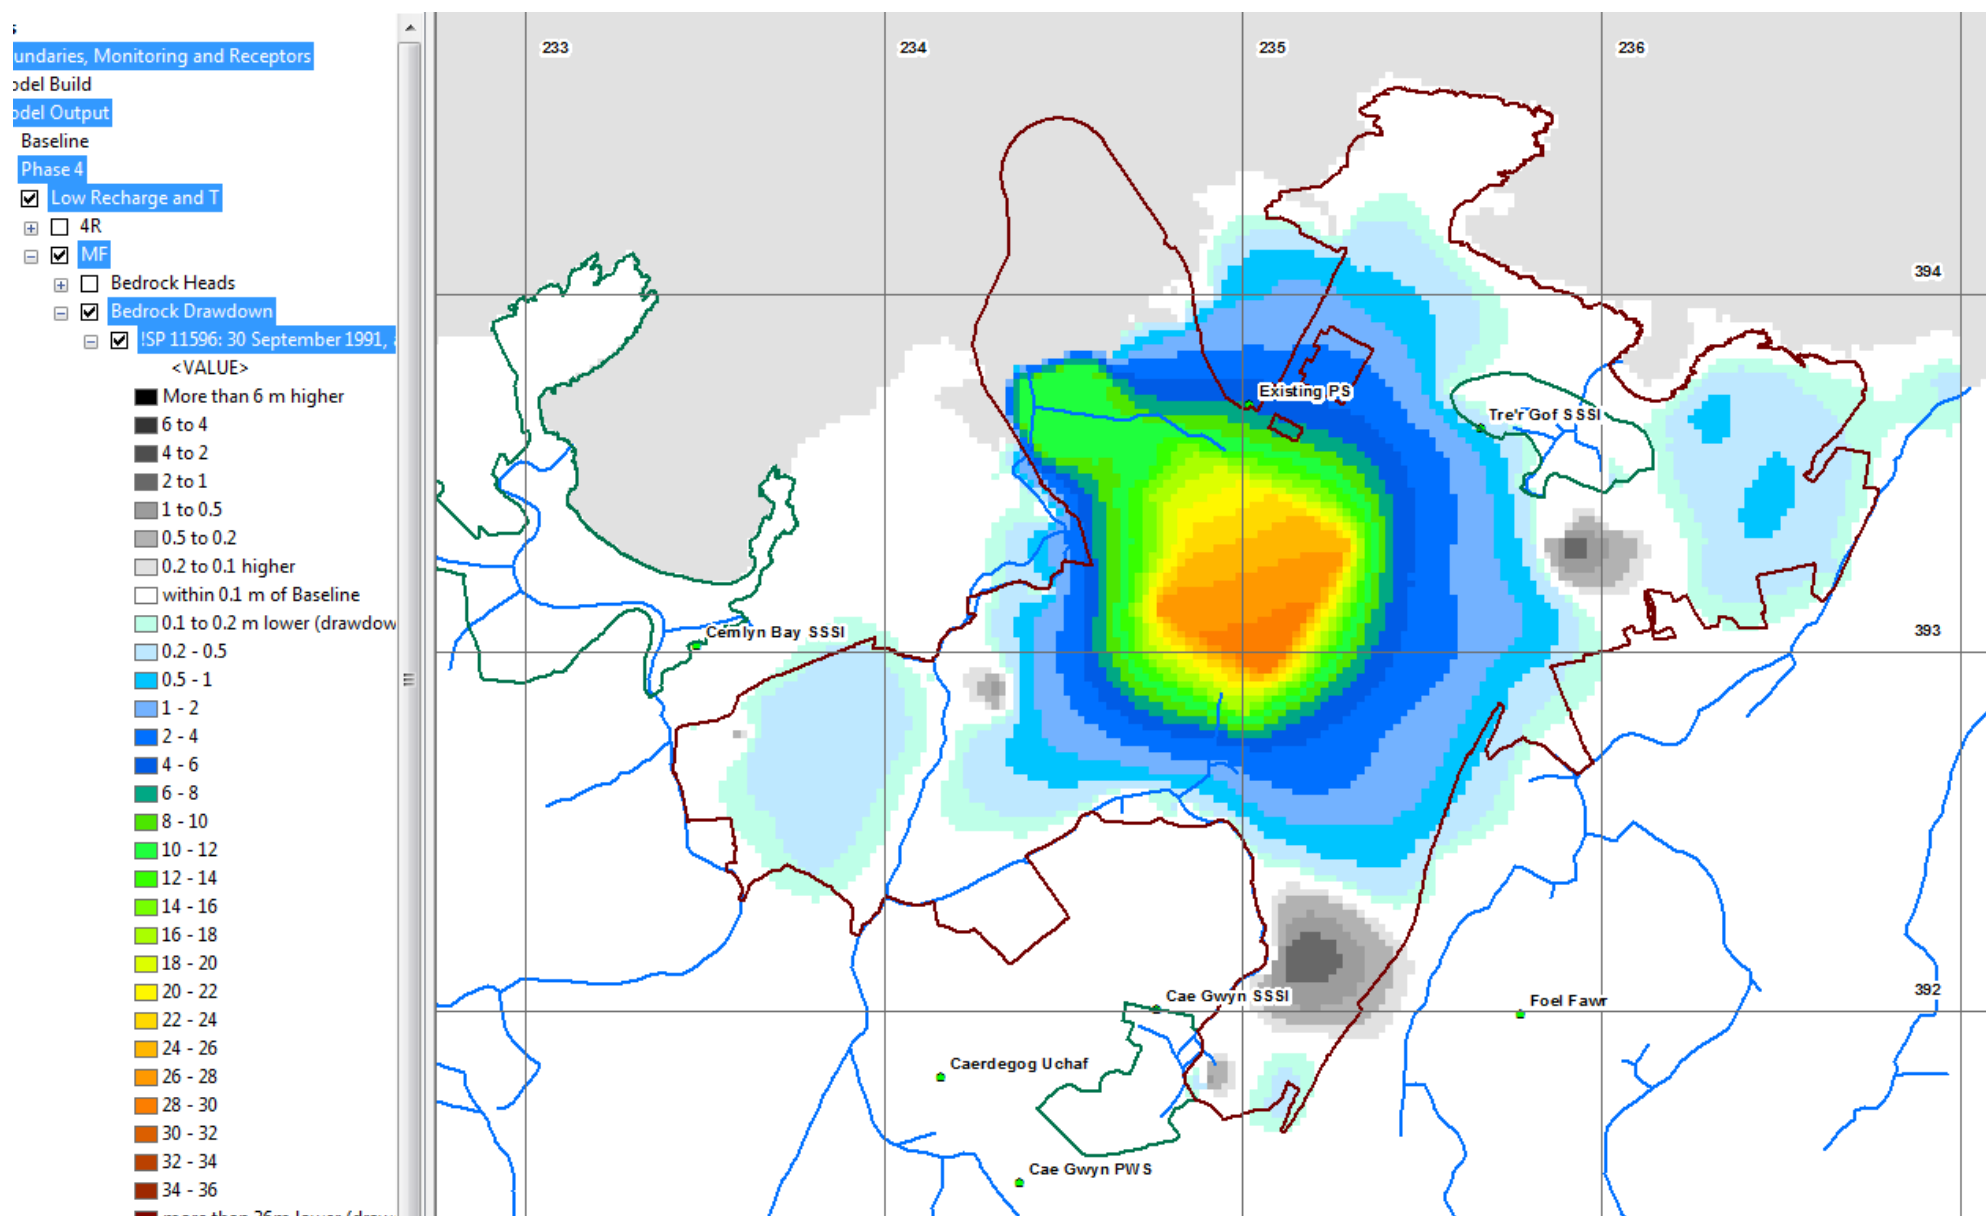 s
undaries, Monitoring and Receptors
odel Build
odel Output
Baseline
Phase 4
Low Recharge and T
4R
MF
Bedrock Heads
Bedrock Drawdown
!SP 11596: 30 September 1991,
<VALUE>
More than 6 m higher
6 to 4
4 to 2
2 to 1
1 to 0.5
0.5 to 0.2
0.2 to 0.1 higher
within 0.1 m of Baseline
0.1 to 0.2 m lower (drawdow
0.2 - 0.5
0.5 - 1
1 - 2
2 - 4
4 - 6
6 - 8
8 - 10
10 - 12
12 - 14
14 - 16
16 - 18
18 - 20
20 - 22
22 - 24
24 - 26
26 - 28
28 - 30
30 - 32
32 - 34
34 - 36
more than 36m lower (draw
233
234
235
236
394
Existing PS
Tre'r Gof SSSI
393
Cemlyn Bay SSSI
392
Cae Gwyn SSSI
Foel Fawr
Caerdegog Uchaf
Cae Gwyn PWS